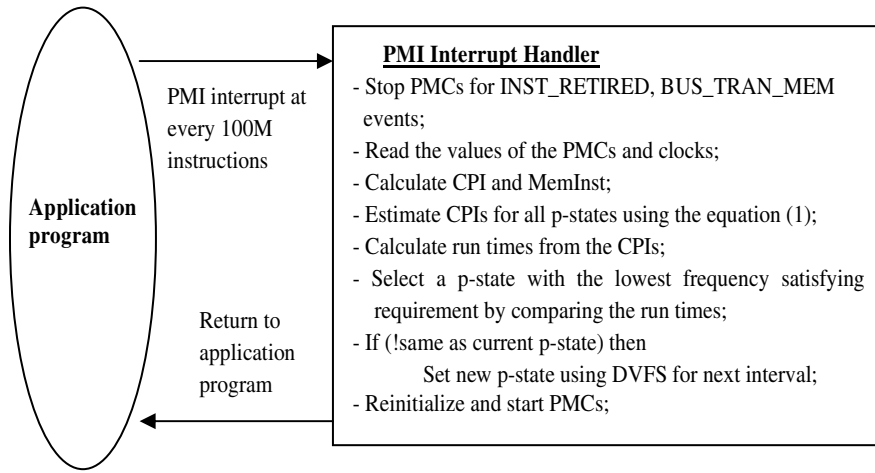 Application
program
PMI interrupt at
every 100M
instructions
Return to
application
program
PMI Interrupt Handler
- Stop PMCs for INST_RETIRED, BUS_TRAN_MEM
events;
- Read the values of the PMCs and clocks;
- Calculate CPI and MemInst;
- Estimate CPIs for all p-states using the equation (1);
- Calculate run times from the CPIs;
- Select a p-state with the lowest frequency satisfying
requirement by comparing the run times;
- If (!same as current p-state) then
Set new p-state using DVFS for next interval;
- Reinitialize and start PMCs;